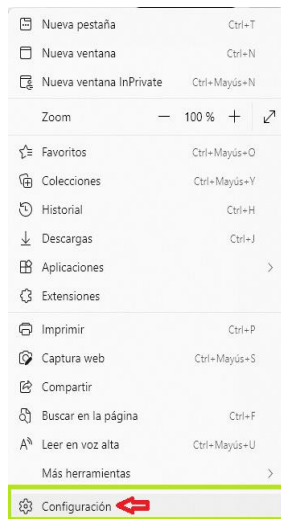 Nueva pestaña Ctrl+T
Nueva ventana Ctrl+N
Nueva ventana InPrivate Ctrl+Mayús+N
Zoom — 100 % +
Favoritos Ctrl+Mayús+O
Colecciones Ctrl+Mayús+Y
Historial Ctrl+H
Descargas Ctrl+J
Aplicaciones
Extensiones
Imprimir Ctrl+P
Captura web Ctrl+Mayús+S
Compartir
Buscar en la página Ctrl+F
Leer en voz alta Ctrl+Mayús+U
Más herramientas
Configuración